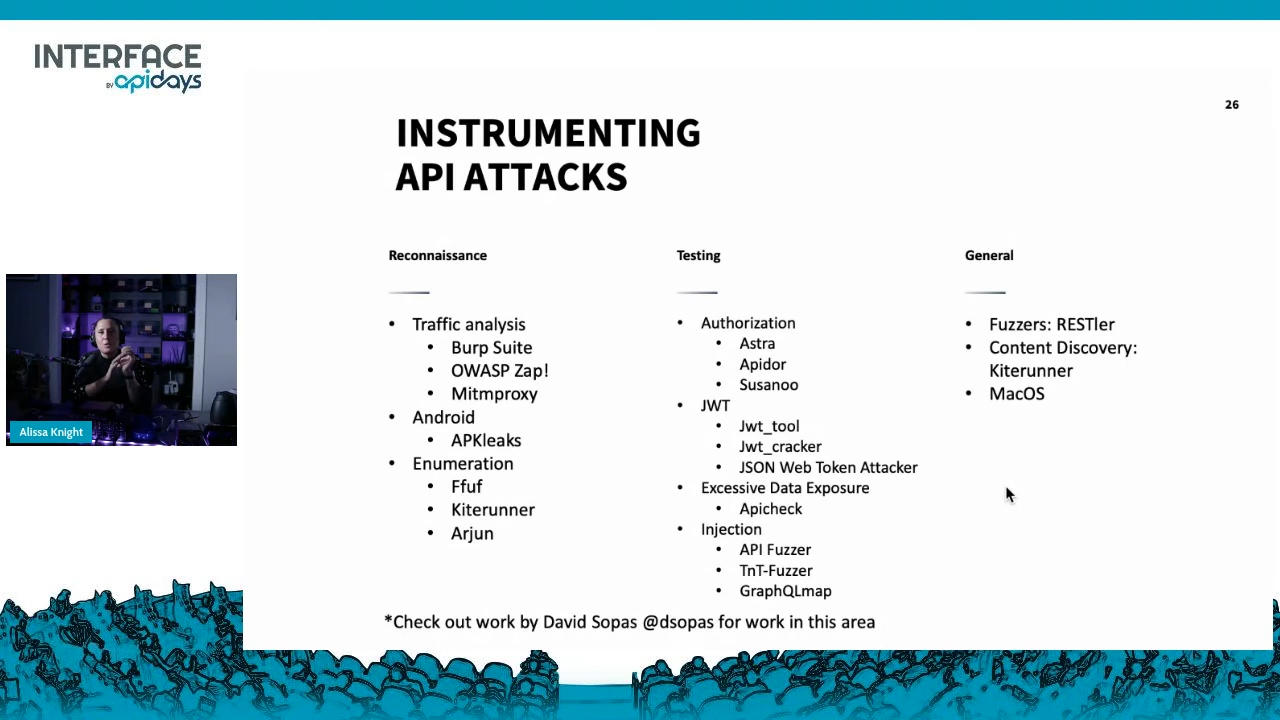 INTERFACE
BY apidays
26
INSTRUMENTING
API ATTACKS
Reconnaissance
• Traffic analysis
• Burp Suite
• OWASP Zap!
• Mitmproxy
• Android
• APKleaks
• Enumeration
• Ffuf
• Kiterunner
• Arjun
Testing
• Authorization
• Astra
• Apidor
• Susanoo
• JWT
• Jwt_tool
• Jwt_cracker
• JSON Web Token Attacker
• Excessive Data Exposure
• Apicheck
• Injection
• API Fuzzer
• TnT-Fuzzer
• GraphQLmap
General
• Fuzzers: RESTler
• Content Discovery:
Kiterunner
• MacOS
*Check out work by David Sopas @dsopas for work in this area
Alissa Knight